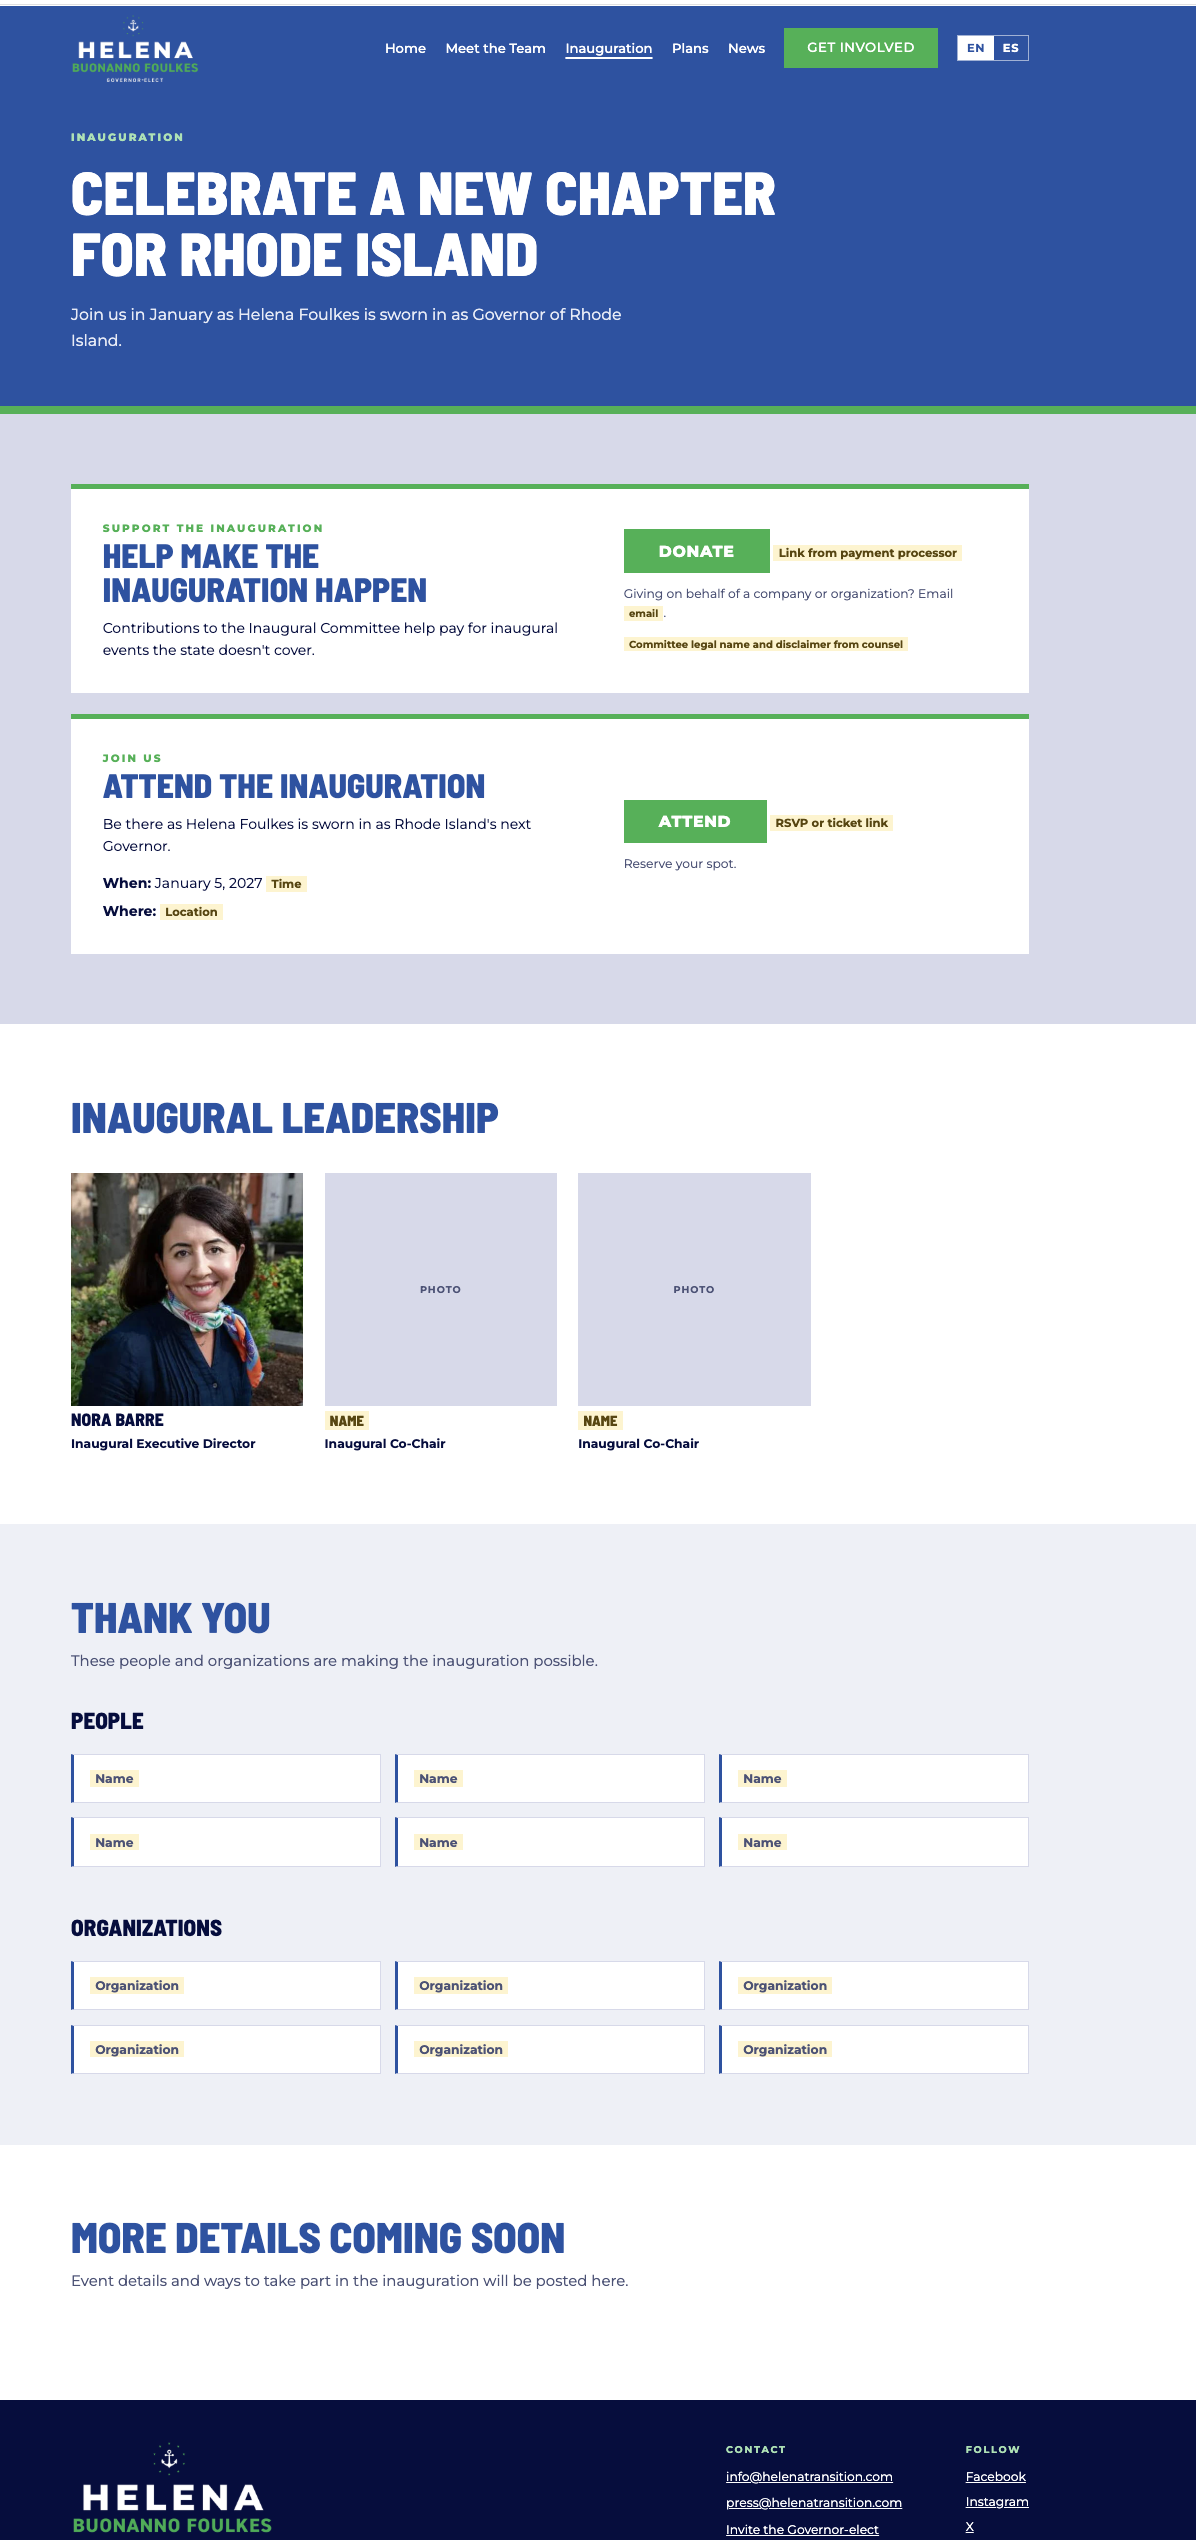 HELENA
BUONANNO FOULKES
GOVERNOR-ELECT
Home Meet the Team Inauguration Plans News GET INVOLVED EN ES
INAUGURATION
CELEBRATE A NEW CHAPTER
FOR RHODE ISLAND
Join us in January as Helena Foulkes is sworn in as Governor of Rhode
Island.
SUPPORT THE INAUGURATION
HELP MAKE THE
INAUGURATION HAPPEN
Contributions to the Inaugural Committee help pay for inaugural
events the state doesn't cover.
DONATE Link from payment processor
Giving on behalf of a company or organization? Email
email .
Committee legal name and disclaimer from counsel
JOIN US
ATTEND THE INAUGURATION
Be there as Helena Foulkes is sworn in as Rhode Island's next
Governor.
When: January 5, 2027 Time
Where: Location
ATTEND RSVP or ticket link
Reserve your spot.
INAUGURAL LEADERSHIP
PHOTO PHOTO
NORA BARRE NAME NAME
Inaugural Executive Director Inaugural Co-Chair Inaugural Co-Chair
THANK YOU
These people and organizations are making the inauguration possible.
PEOPLE
Name Name Name
Name Name Name
ORGANIZATIONS
Organization Organization Organization
Organization Organization Organization
MORE DETAILS COMING SOON
Event details and ways to take part in the inauguration will be posted here.
HELENA
BUONANNO FOULKES
CONTACT
info@helenatransition.com
press@helenatransition.com
Invite the Governor-elect
FOLLOW
Facebook
Instagram
X